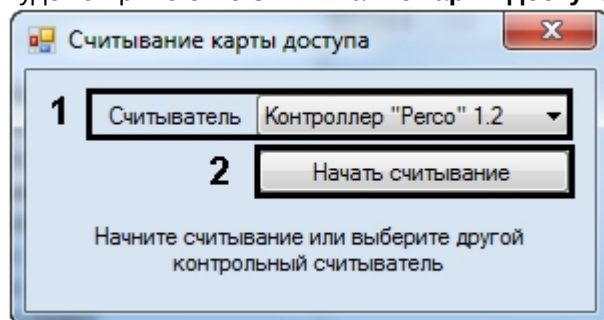 Считывание карты доступа
1 Считыватель Контроллер "Perco" 1.2
2 Начать считывание
Начните считывание или выберите другой
контрольный считыватель